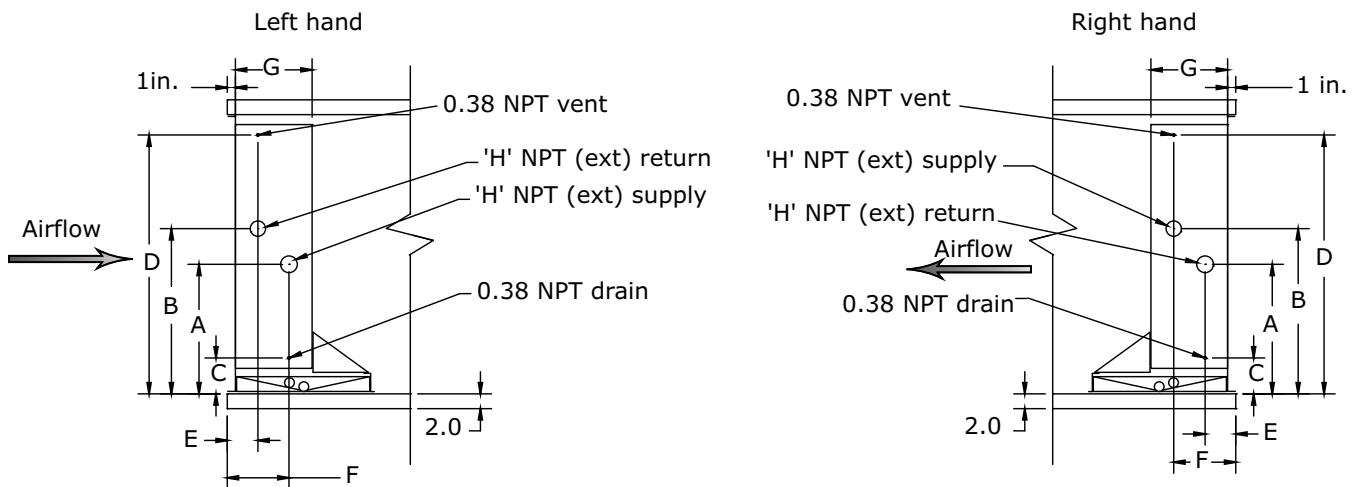 Left hand
G
1in.
0.38 NPT vent
'H' NPT (ext) return
'H' NPT (ext) supply
Airflow
D
B
A
0.38 NPT drain
C
2.0
E
F
Right hand
G
1 in.
0.38 NPT vent
'H' NPT (ext) supply
'H' NPT (ext) return
Airflow
D
B
A
0.38 NPT drain
C
2.0
E
F